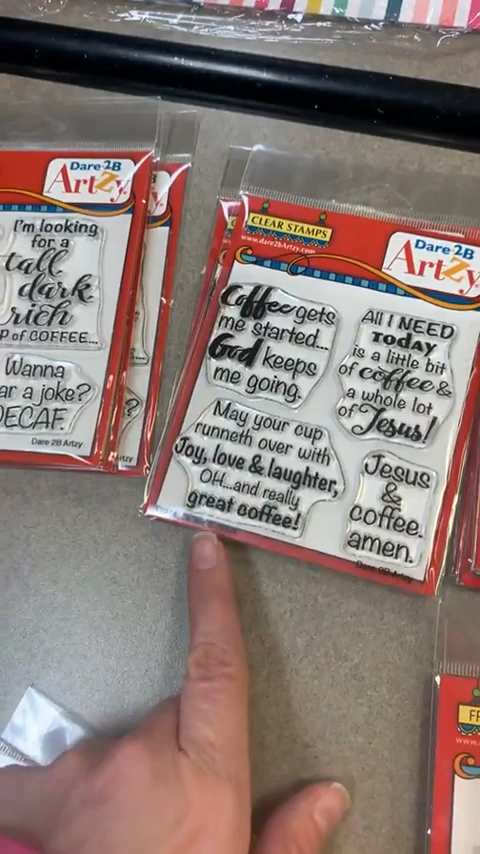 Dare 2B
ArtZy
I'm looking
for a
tall
dark
rich
P of COFFEE...
Wanna
ar a joke?
DECAF.
Dare 2B Artzy
CLEAR STAMPS
www.dare2bArtzy.com
Dare-2B
ArtZy
Coffee gets
me started...
God keeps
me going.
All I NEED
TODAY
is a little bit
of coffee &
a whole lot
of Jesus!
May your cup
runneth over with
Joy, love & laughter,
OH...and really
great coffee!
Jesus
&
coffee.
amen.
Dare 2B Artzy